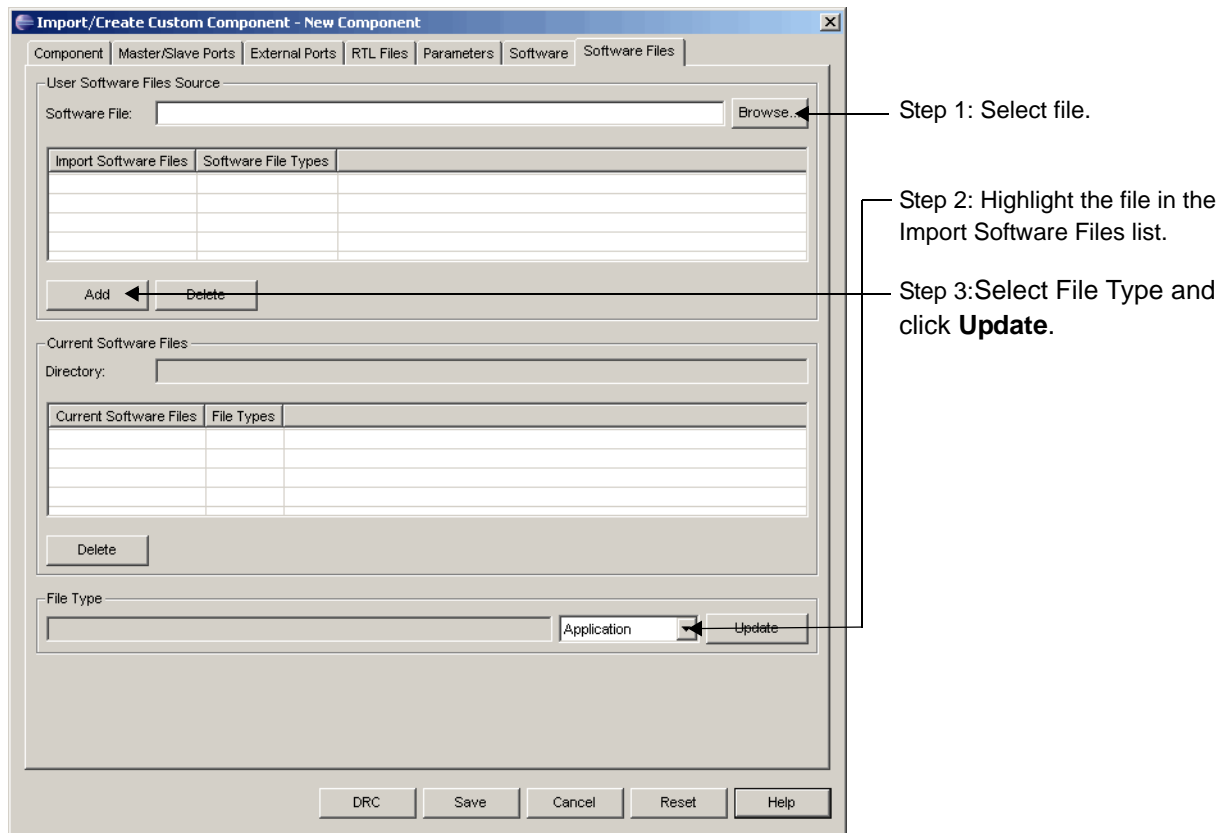 Import/Create Custom Component - New Component
Component Master/Slave Ports External Ports RTL Files Parameters Software Software Files
User Software Files Source
Software File: Browse..
Step 1: Select file.
Import Software Files Software File Types
Step 2: Highlight the file in the
Import Software Files list.
Add Delete
Step 3:Select File Type and
click Update.
Current Software Files
Directory:
Current Software Files File Types
Delete
File Type
Application Update
DRC Save Cancel Reset Help